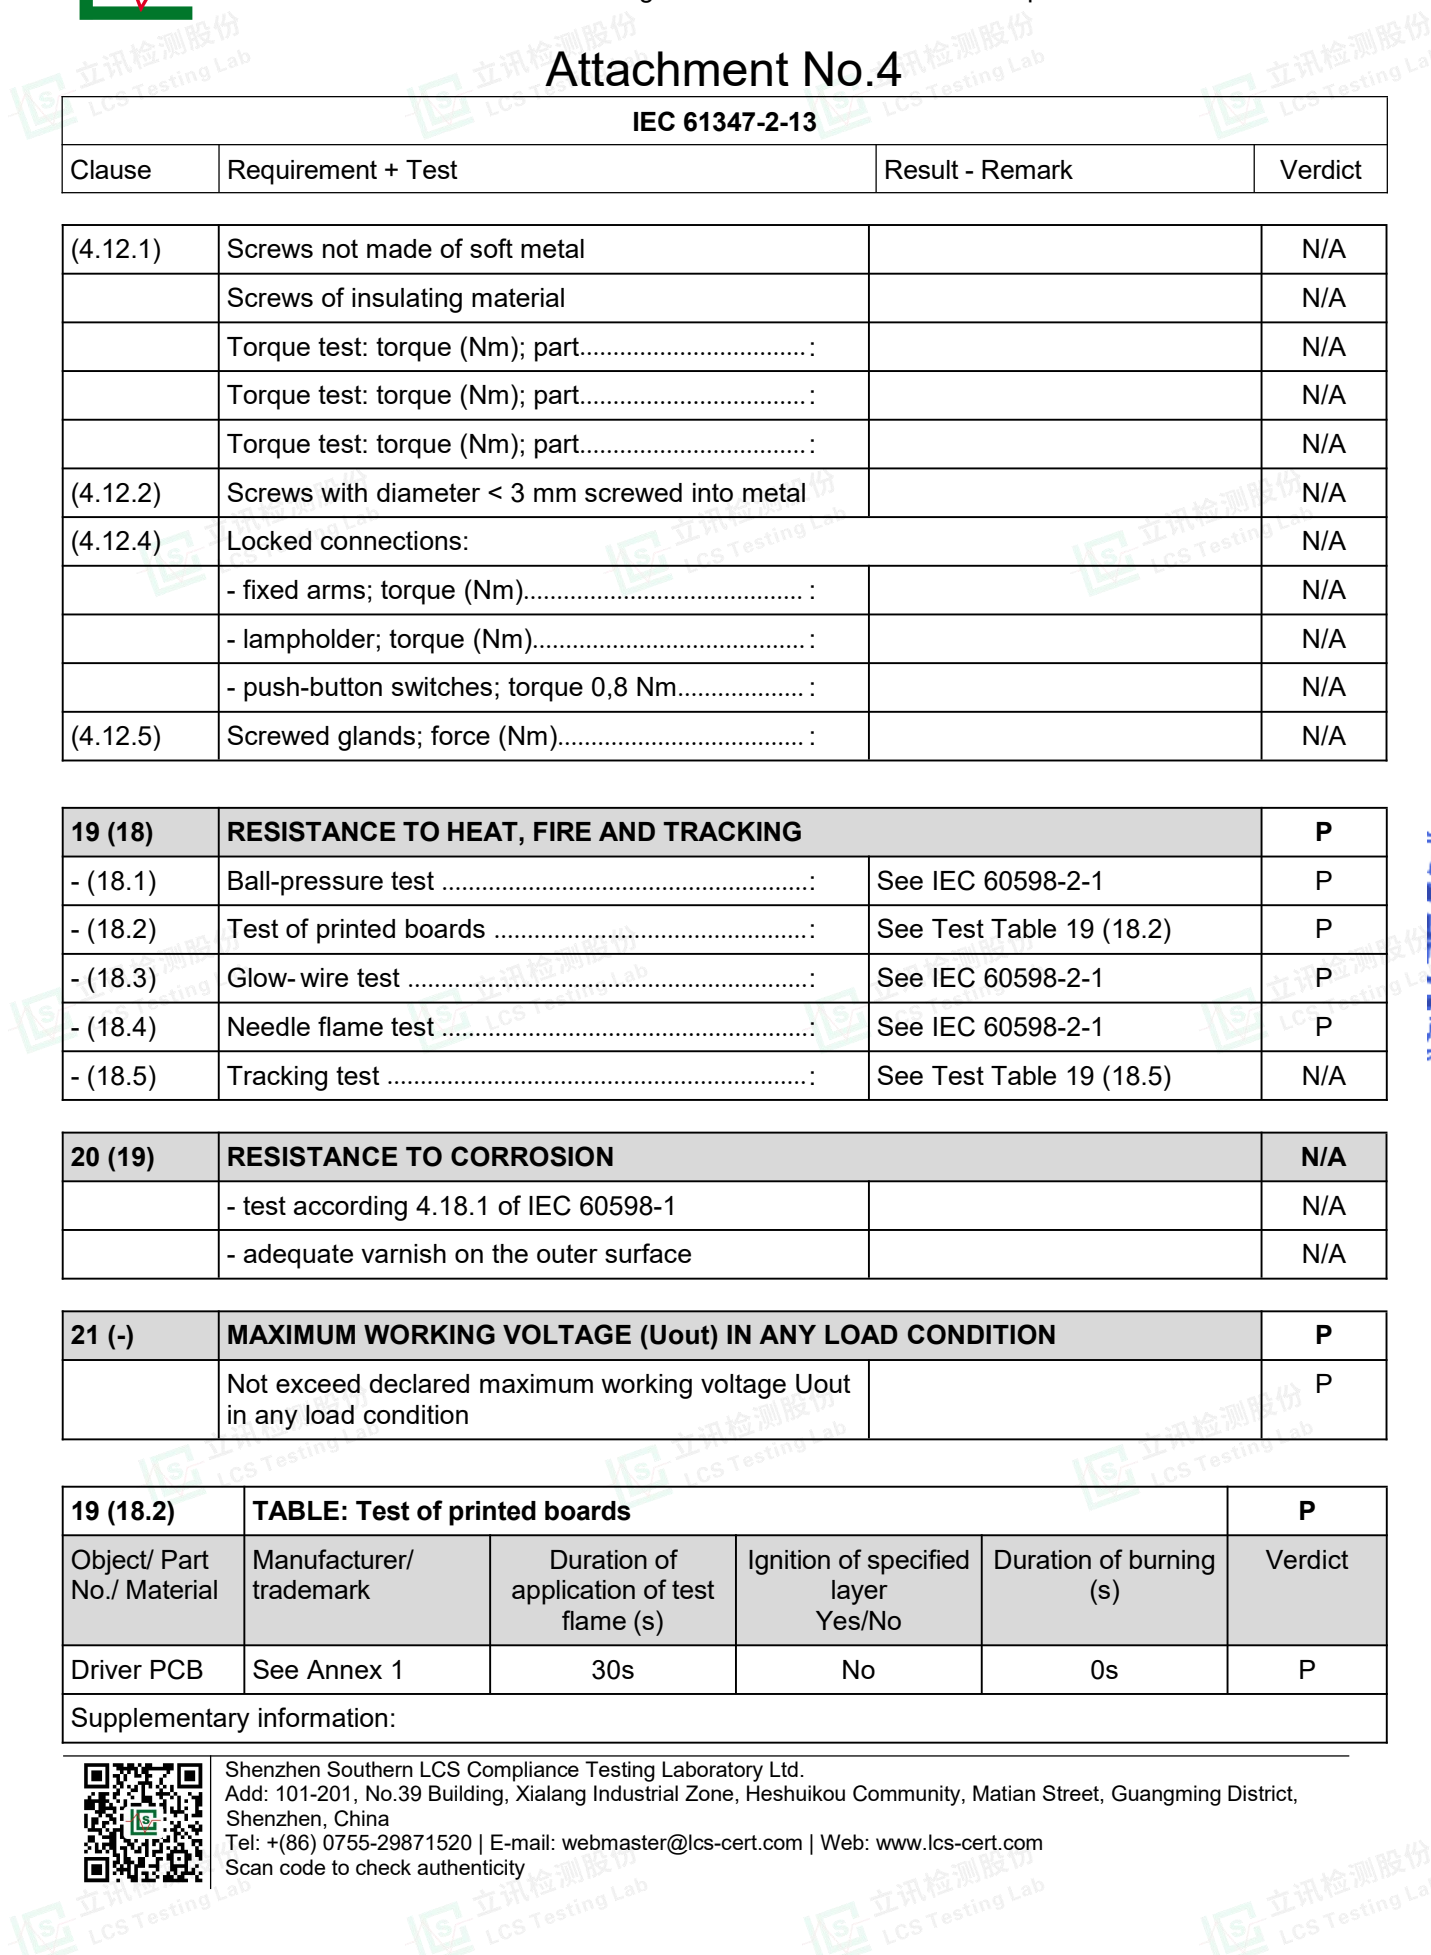 Attachment No.4
IEC 61347-2-13
Clause Requirement + Test Result - Remark Verdict
(4.12.1) Screws not made of soft metal N/A
Screws of insulating material N/A
Torque test: torque (Nm); part..................................: N/A
Torque test: torque (Nm); part..................................: N/A
Torque test: torque (Nm); part..................................: N/A
(4.12.2) Screws with diameter < 3 mm screwed into metal N/A
(4.12.4) Locked connections: N/A
- fixed arms; torque (Nm)..........................................: N/A
- lampholder; torque (Nm).........................................: N/A
- push-button switches; torque 0,8 Nm...................: N/A
(4.12.5) Screwed glands; force (Nm).....................................: N/A
19 (18) RESISTANCE TO HEAT, FIRE AND TRACKING P
- (18.1) Ball-pressure test .......................................................: See IEC 60598-2-1 P
- (18.2) Test of printed boards ...............................................: See Test Table 19 (18.2) P
- (18.3) Glow- wire test ............................................................: See IEC 60598-2-1 P
- (18.4) Needle flame test .......................................................: See IEC 60598-2-1 P
- (18.5) Tracking test ...............................................................: See Test Table 19 (18.5) N/A
20 (19) RESISTANCE TO CORROSION N/A
- test according 4.18.1 of IEC 60598-1 N/A
- adequate varnish on the outer surface N/A
21 (-) MAXIMUM WORKING VOLTAGE (Uout) IN ANY LOAD CONDITION P
Not exceed declared maximum working voltage Uout P
in any load condition
19 (18.2) TABLE: Test of printed boards P
Object/ Part Manufacturer/ Duration of Ignition of specified Duration of burning Verdict
No./ Material trademark application of test layer (s)
flame (s) Yes/No
Driver PCB See Annex 1 30s No 0s P
Supplementary information:
Shenzhen Southern LCS Compliance Testing Laboratory Ltd.
Add: 101-201, No.39 Building, Xialang Industrial Zone, Heshuikou Community, Matian Street, Guangming District,
Shenzhen, China
Tel: +(86) 0755-29871520 | E-mail: webmaster@lcs-cert.com | Web: www.lcs-cert.com
Scan code to check authenticity
立讯检测股份
LCS Testing Lab